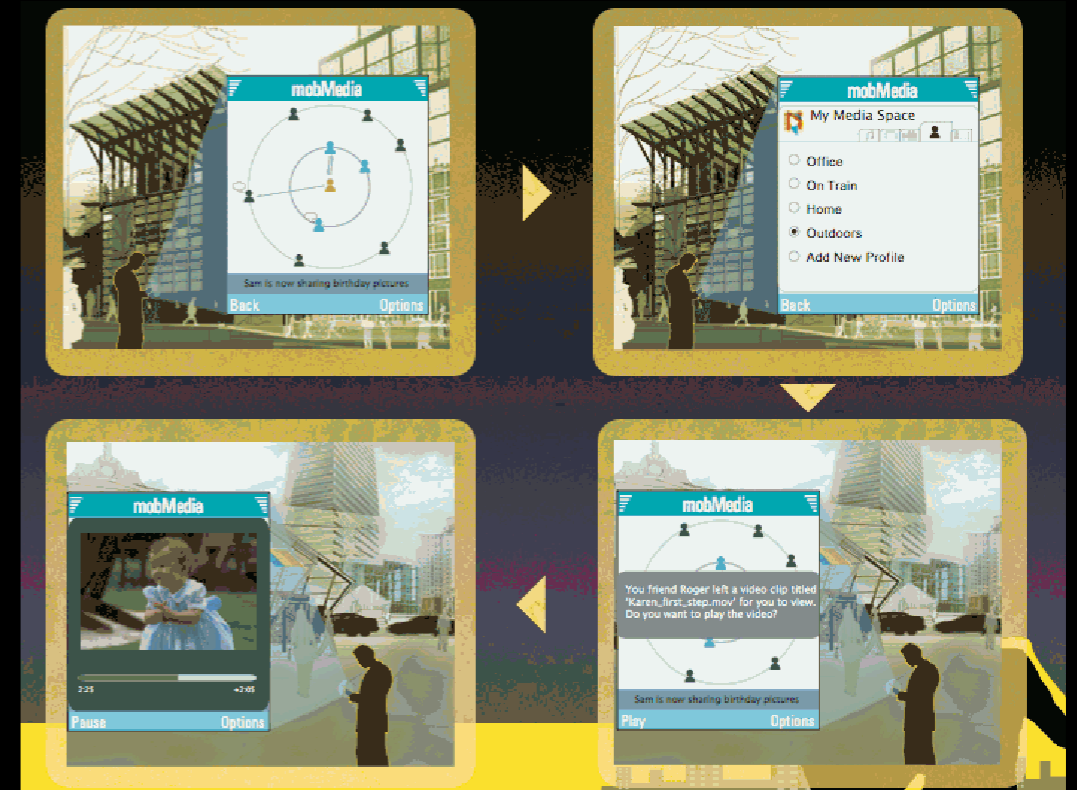 mobMedia
Sam is now sharing birthday pictures
Back Options
mobMedia
My Media Space
Office
On Train
Home
Outdoors
Add New Profile
Back Options
mobMedia
2:25 +2:05
Pause Options
mobMedia
You friend Roger left a video clip titled
'Karen_first_step.mov' for you to view.
Do you want to play the video?
Sam is now sharing birthday pictures
Play Options